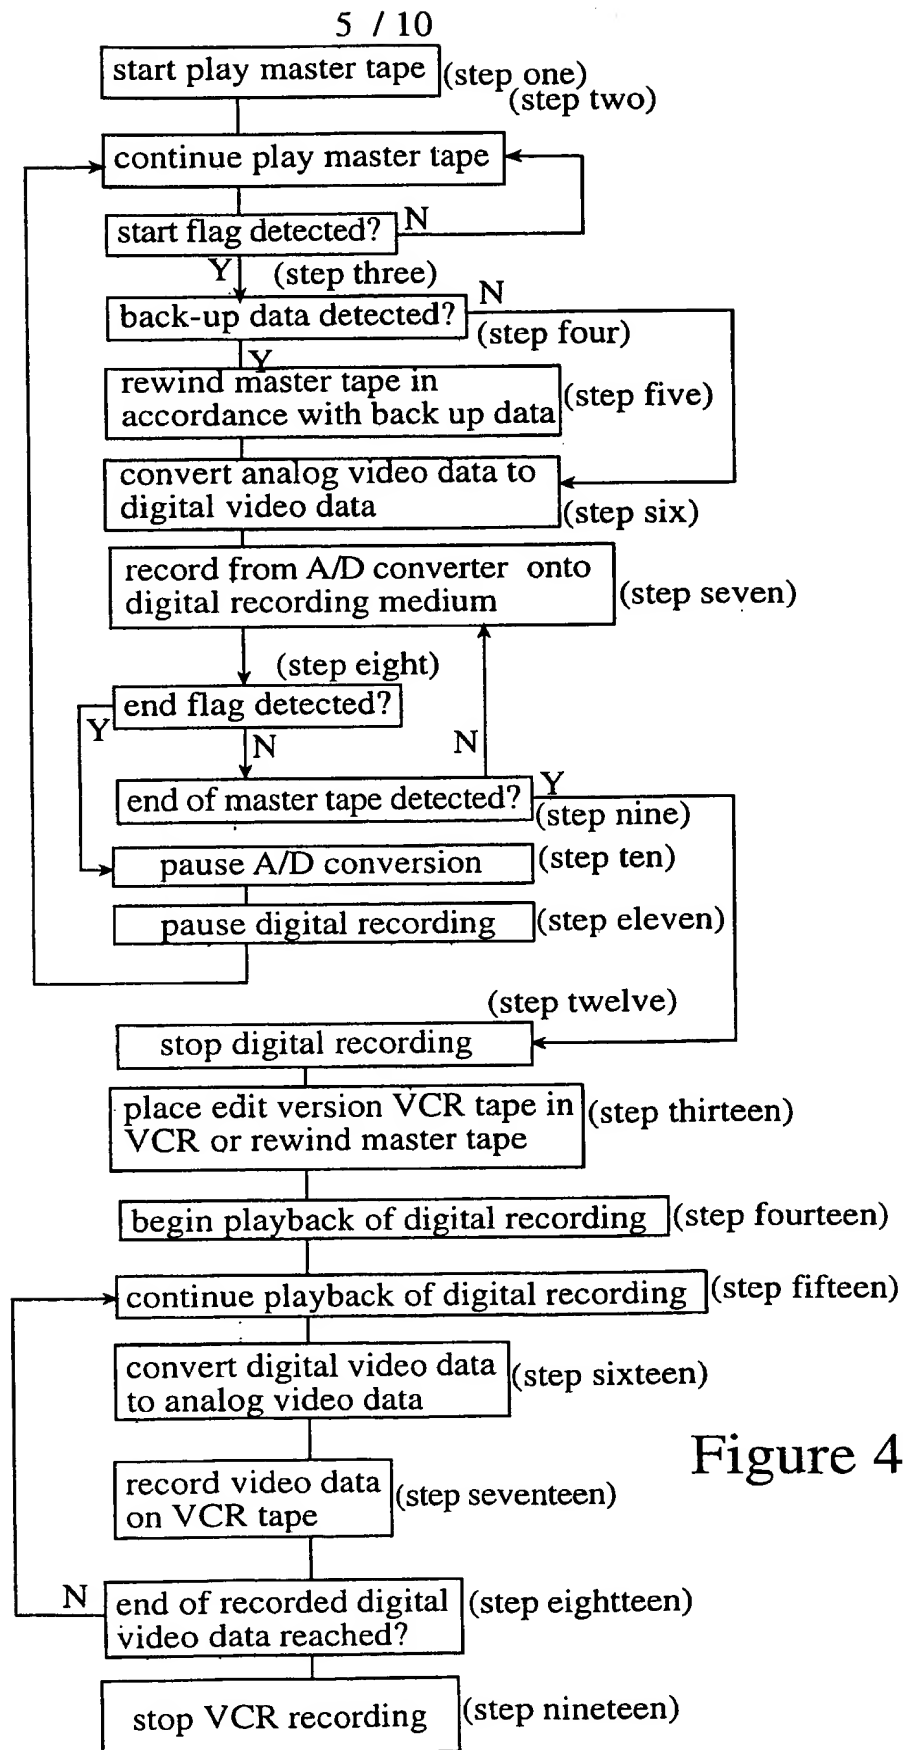 5 / 10
start play master tape (step one)
(step two)
continue play master tape
start flag detected? N
Y (step three)
N
back-up data detected? (step four)
Y
rewind master tape in
accordance with back up data (step five)
convert analog video data to
digital video data (step six)
record from A/D converter onto
digital recording medium (step seven)
(step eight)
end flag detected?
Y N N
Y
end of master tape detected? (step nine)
pause A/D conversion (step ten)
pause digital recording (step eleven)
(step twelve)
stop digital recording
place edit version VCR tape in
VCR or rewind master tape (step thirteen)
begin playback of digital recording (step fourteen)
continue playback of digital recording (step fifteen)
convert digital video data
to analog video data (step sixteen)
Figure 4
record video data
on VCR tape (step seventeen)
N end of recorded digital
video data reached? (step eightteen)
stop VCR recording (step nineteen)